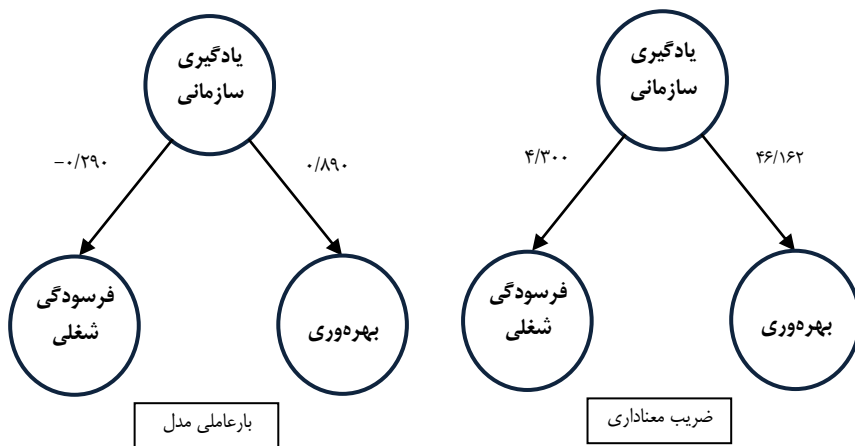 یادگیری
سازمانی
۴/۳۰۰
۴۶/۱۶۲
فرسودگی
شغلی
بهره‌وری
ضریب معناداری
یادگیری
سازمانی
-۰/۲۹۰
۰/۸۹۰
فرسودگی
شغلی
بهره‌وری
بارعاملی مدل